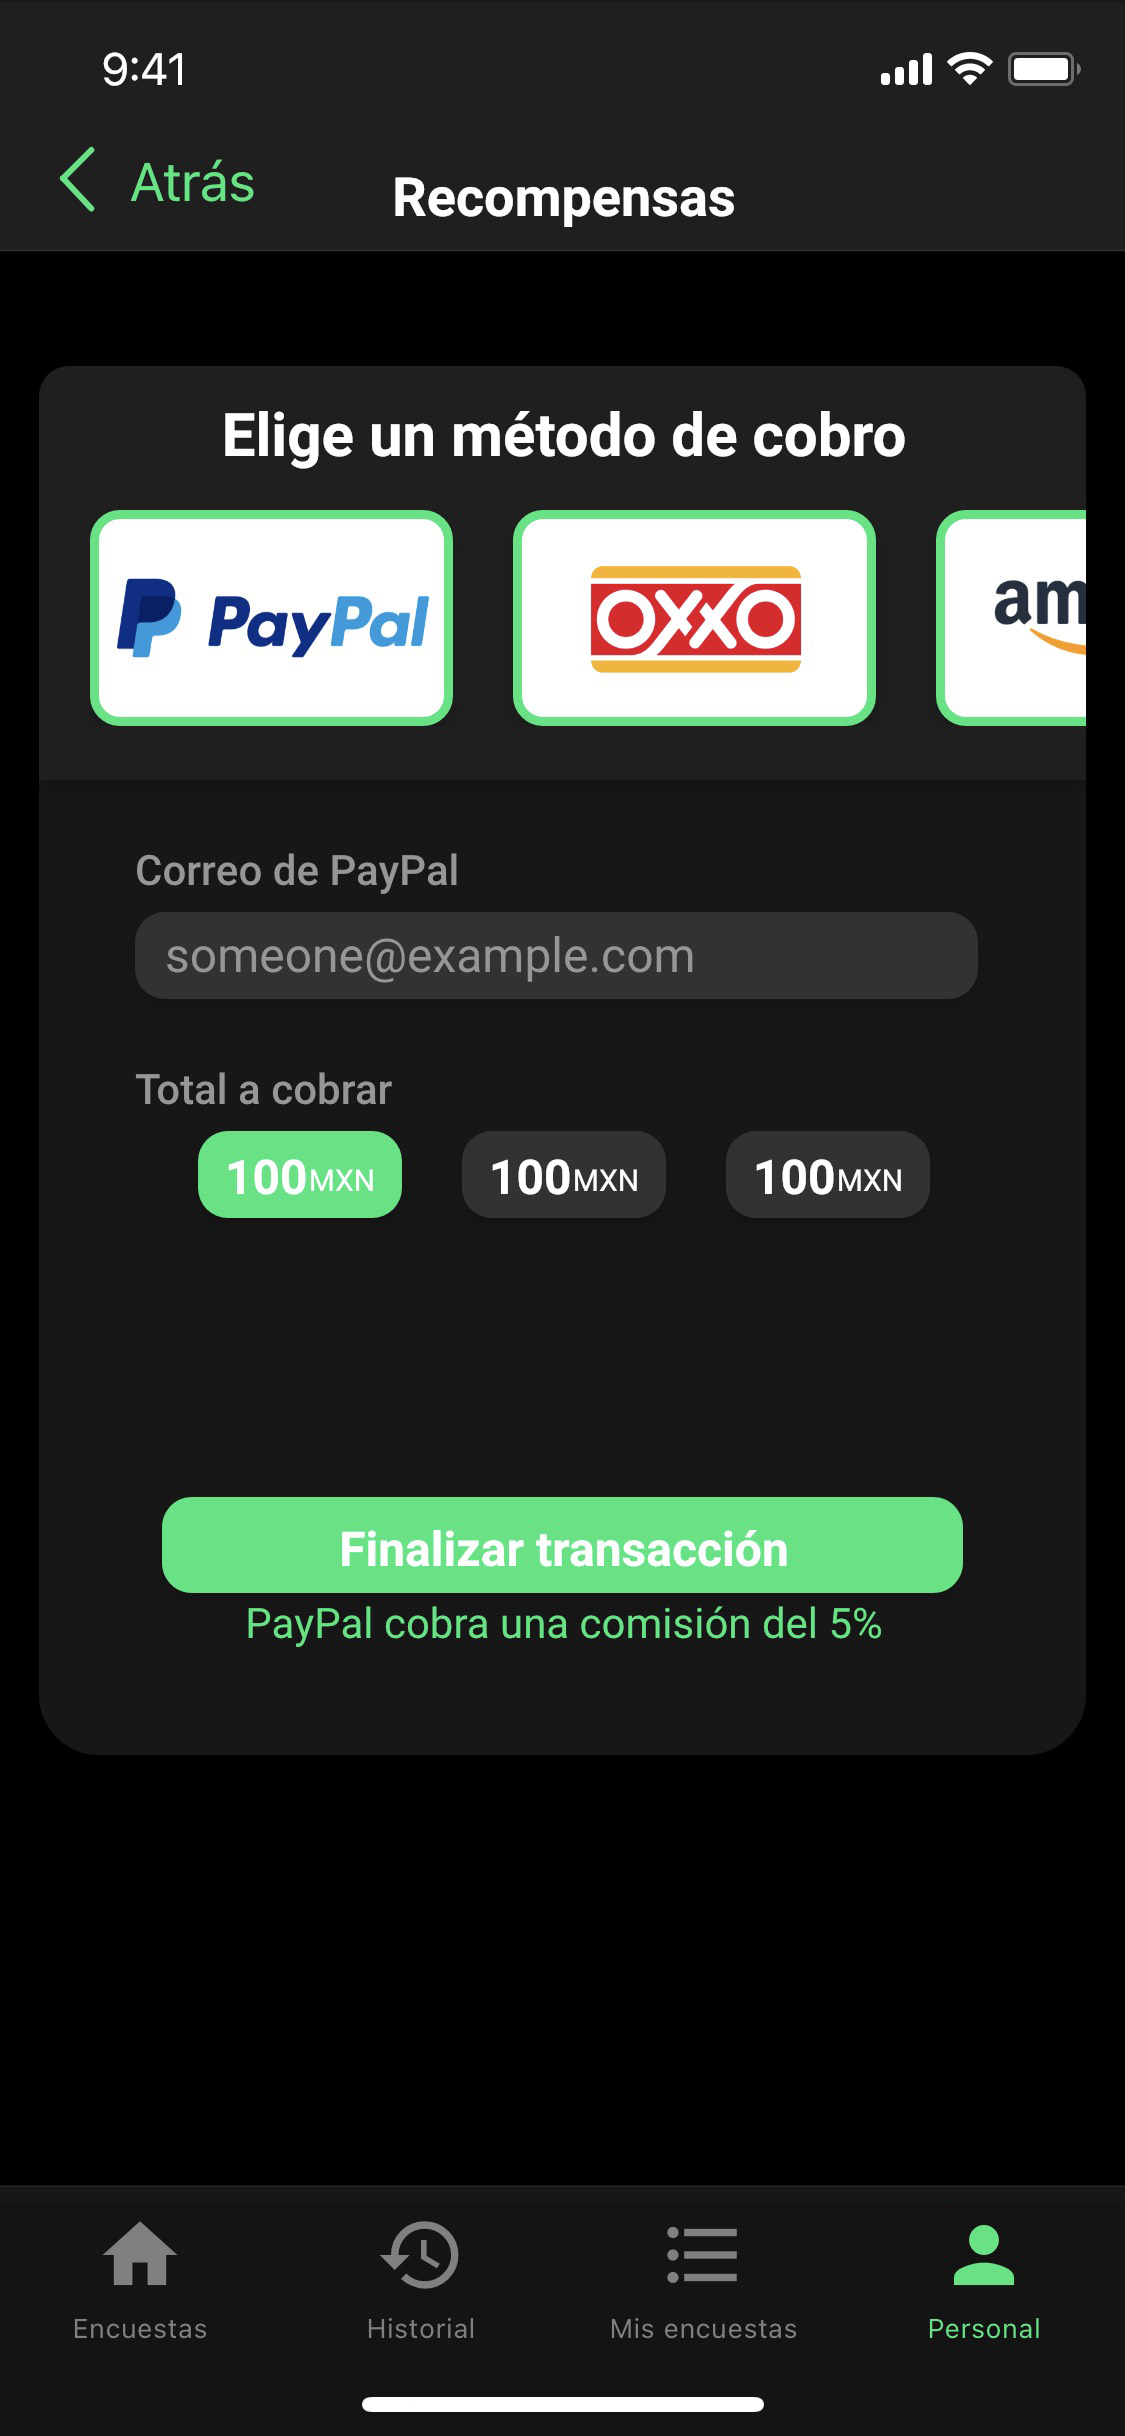 9:41
Atrás
Recompensas
Elige un método de cobro
PayPal
OXXO
am
Correo de PayPal
someone@example.com
Total a cobrar
100MXN 100MXN 100MXN
Finalizar transacción
PayPal cobra una comisión del 5%
Encuestas Historial Mis encuestas Personal